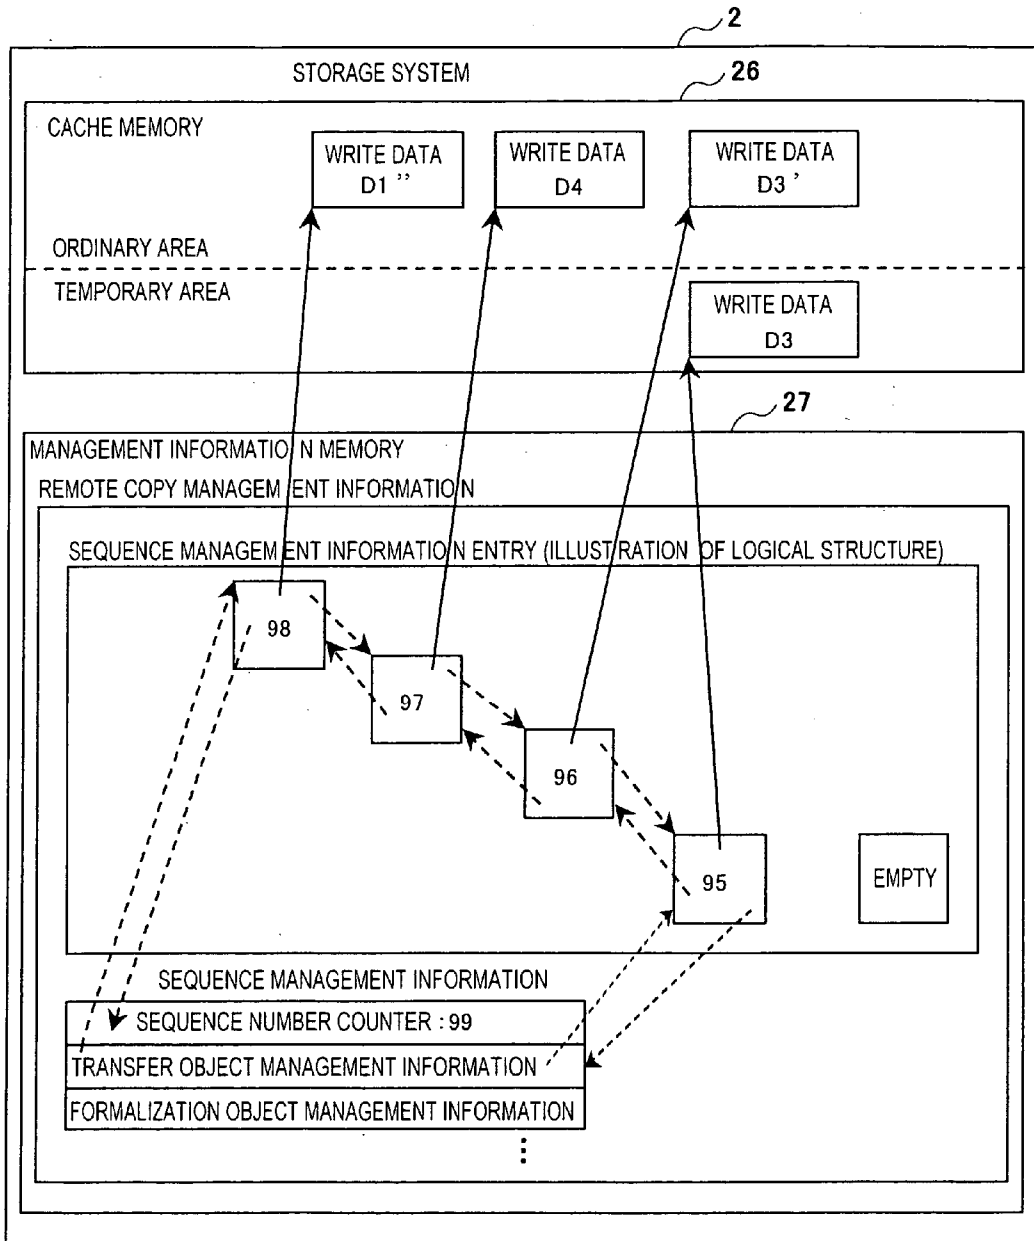 2
STORAGE SYSTEM
26
CACHE MEMORY
WRITE DATA
D1''
WRITE DATA
D4
WRITE DATA
D3'
ORDINARY AREA
TEMPORARY AREA
WRITE DATA
D3
27
MANAGEMENT INFORMATION MEMORY
REMOTE COPY MANAGEMENT INFORMATION
SEQUENCE MANAGEMENT INFORMATION ENTRY (ILLUSTRATION OF LOGICAL STRUCTURE)
98
97
96
95
EMPTY
SEQUENCE MANAGEMENT INFORMATION
SEQUENCE NUMBER COUNTER : 99
TRANSFER OBJECT MANAGEMENT INFORMATION
FORMALIZATION OBJECT MANAGEMENT INFORMATION
⋮